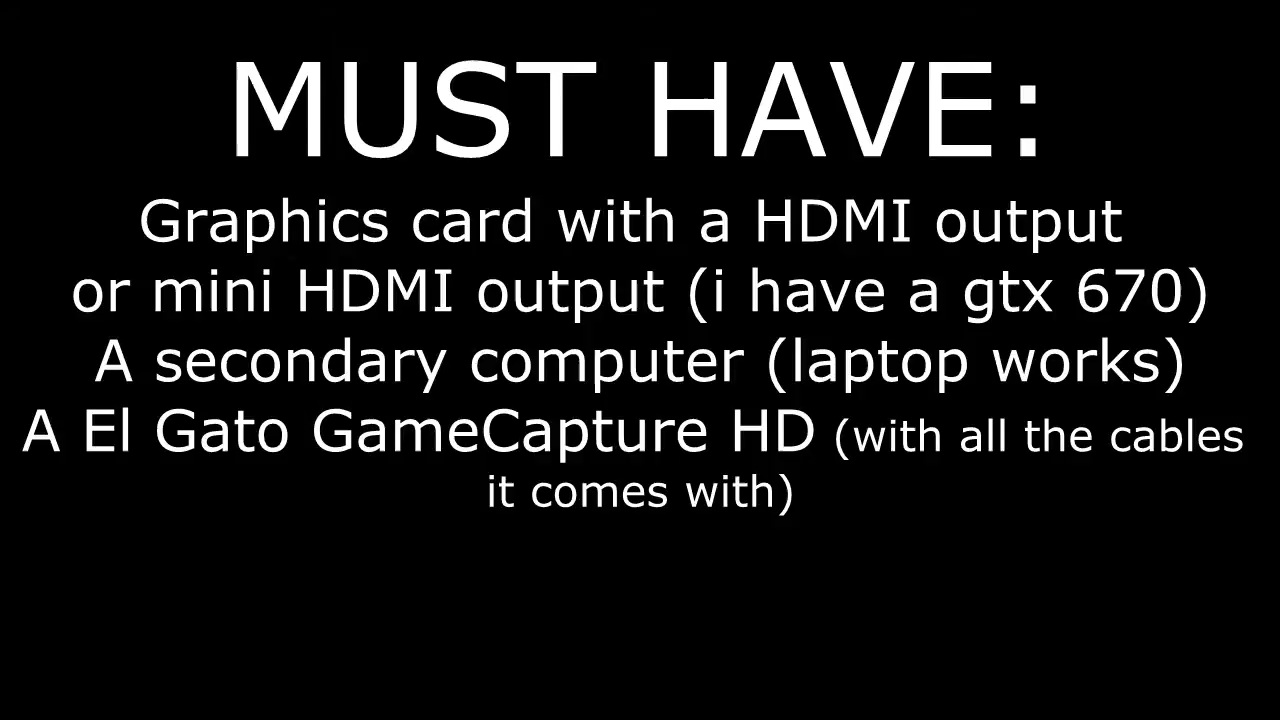 MUST HAVE:
Graphics card with a HDMI output
or mini HDMI output (i have a gtx 670)
A secondary computer (laptop works)
A El Gato GameCapture HD (with all the cables
it comes with)